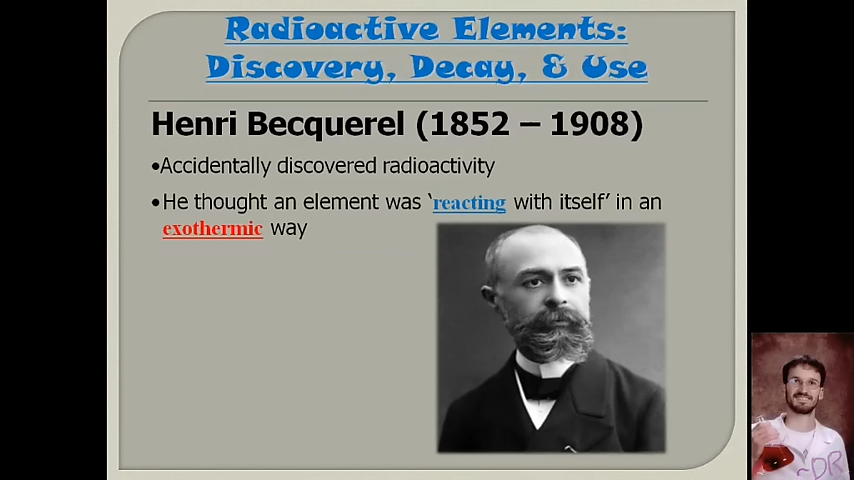 Radioactive Elements:
Discovery, Decay, & Use
Henri Becquerel (1852 – 1908)
•Accidentally discovered radioactivity
•He thought an element was ‘reacting with itself’ in an
exothermic way
~DR